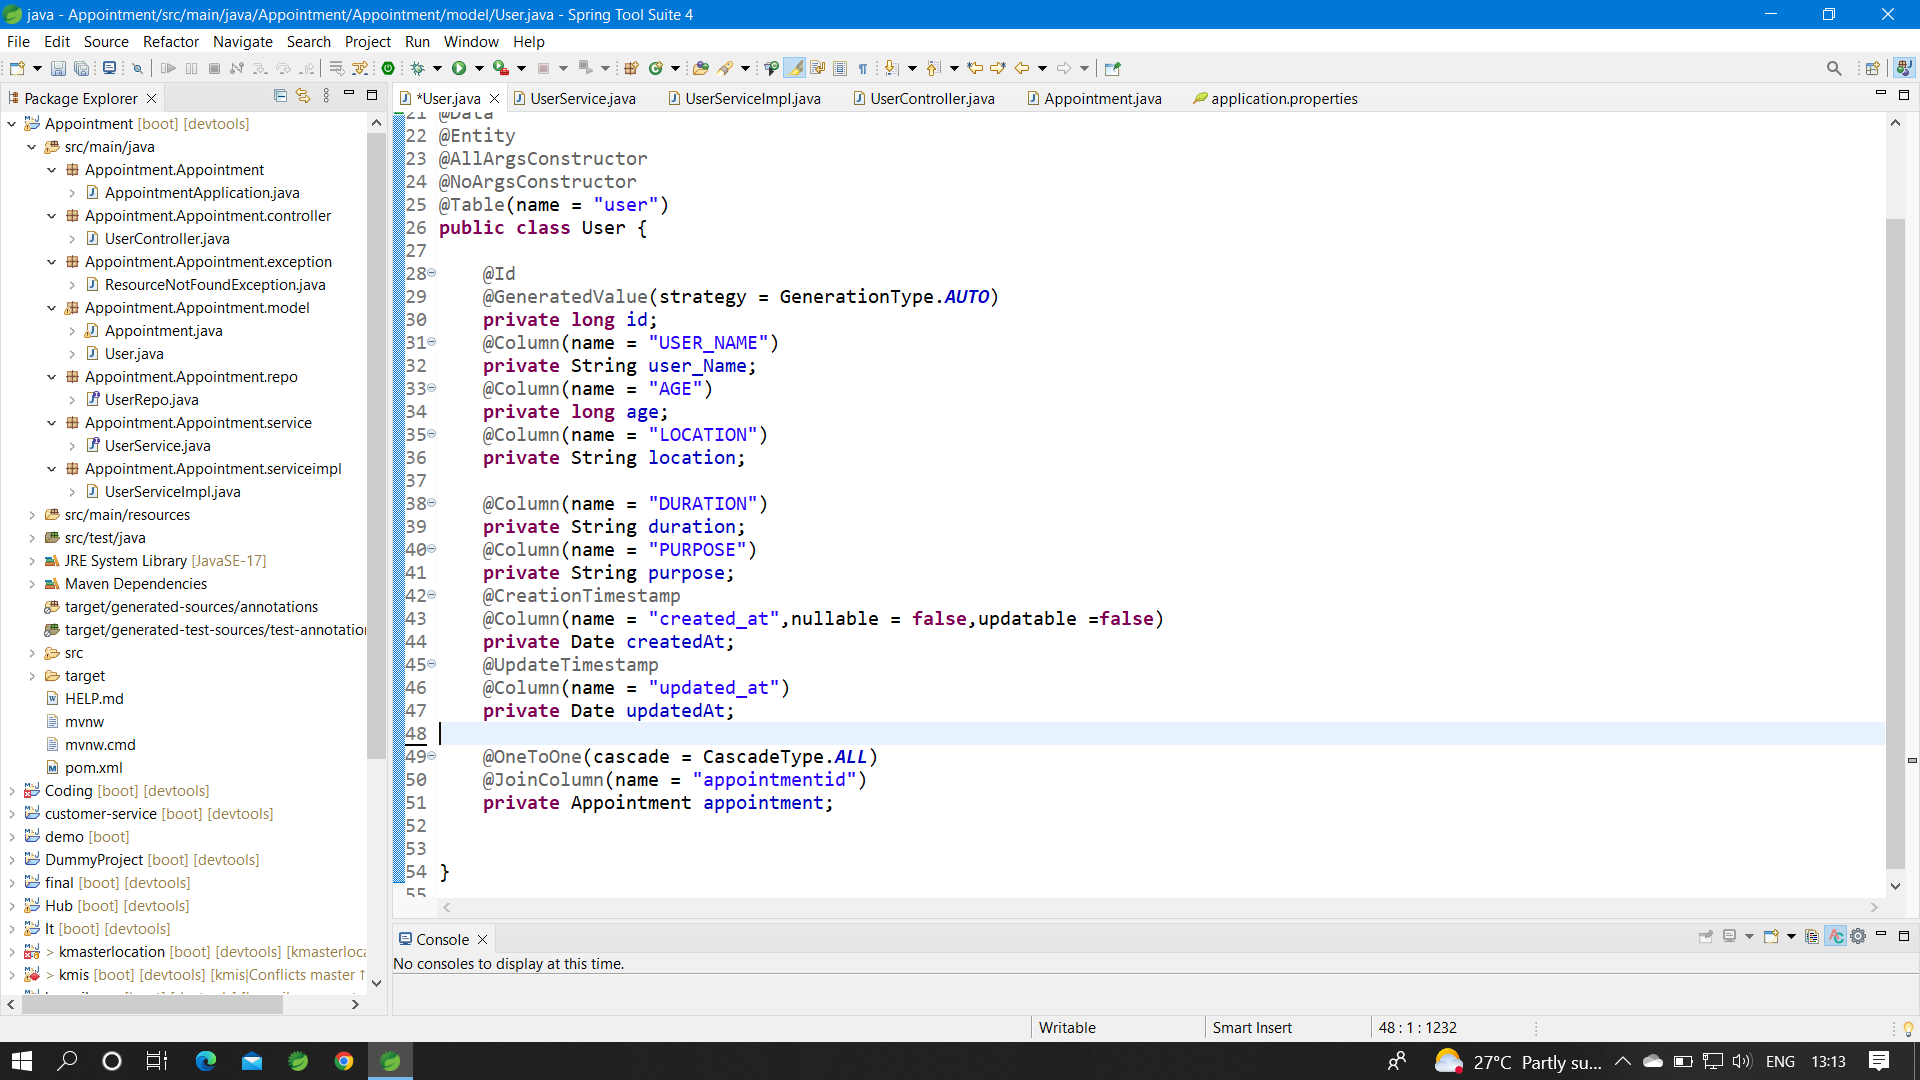 java - Appointment/src/main/java/Appointment/Appointment/model/User.java - Spring Tool Suite 4
File Edit Source Refactor Navigate Search Project Run Window Help
Package Explorer
*User.java UserService.java UserServiceImpl.java UserController.java Appointment.java application.properties
Appointment [boot] [devtools]
src/main/java
Appointment.Appointment
AppointmentApplication.java
Appointment.Appointment.controller
UserController.java
Appointment.Appointment.exception
ResourceNotFoundException.java
Appointment.Appointment.model
Appointment.java
User.java
Appointment.Appointment.repo
UserRepo.java
Appointment.Appointment.service
UserService.java
Appointment.Appointment.serviceimpl
UserServiceImpl.java
src/main/resources
src/test/java
JRE System Library [JavaSE-17]
Maven Dependencies
target/generated-sources/annotations
target/generated-test-sources/test-annotation
src
target
HELP.md
mvnw
mvnw.cmd
pom.xml
Coding [boot] [devtools]
customer-service [boot] [devtools]
demo [boot]
DummyProject [boot] [devtools]
final [boot] [devtools]
Hub [boot] [devtools]
It [boot] [devtools]
> kmasterlocation [boot] [devtools] [kmasterloca
> kmis [boot] [devtools] [kmis|Conflicts master ↑
21 @Data
22 @Entity
23 @AllArgsConstructor
24 @NoArgsConstructor
25 @Table(name = "user")
26 public class User {
27
28 @Id
29 @GeneratedValue(strategy = GenerationType.AUTO)
30 private long id;
31 @Column(name = "USER_NAME")
32 private String user_Name;
33 @Column(name = "AGE")
34 private long age;
35 @Column(name = "LOCATION")
36 private String location;
37
38 @Column(name = "DURATION")
39 private String duration;
40 @Column(name = "PURPOSE")
41 private String purpose;
42 @CreationTimestamp
43 @Column(name = "created_at",nullable = false,updatable =false)
44 private Date createdAt;
45 @UpdateTimestamp
46 @Column(name = "updated_at")
47 private Date updatedAt;
48
49 @OneToOne(cascade = CascadeType.ALL)
50 @JoinColumn(name = "appointmentid")
51 private Appointment appointment;
52
53
54 }
55
Console
No consoles to display at this time.
Writable Smart Insert 48 : 1 : 1232
27°C Partly su... ENG 13:13